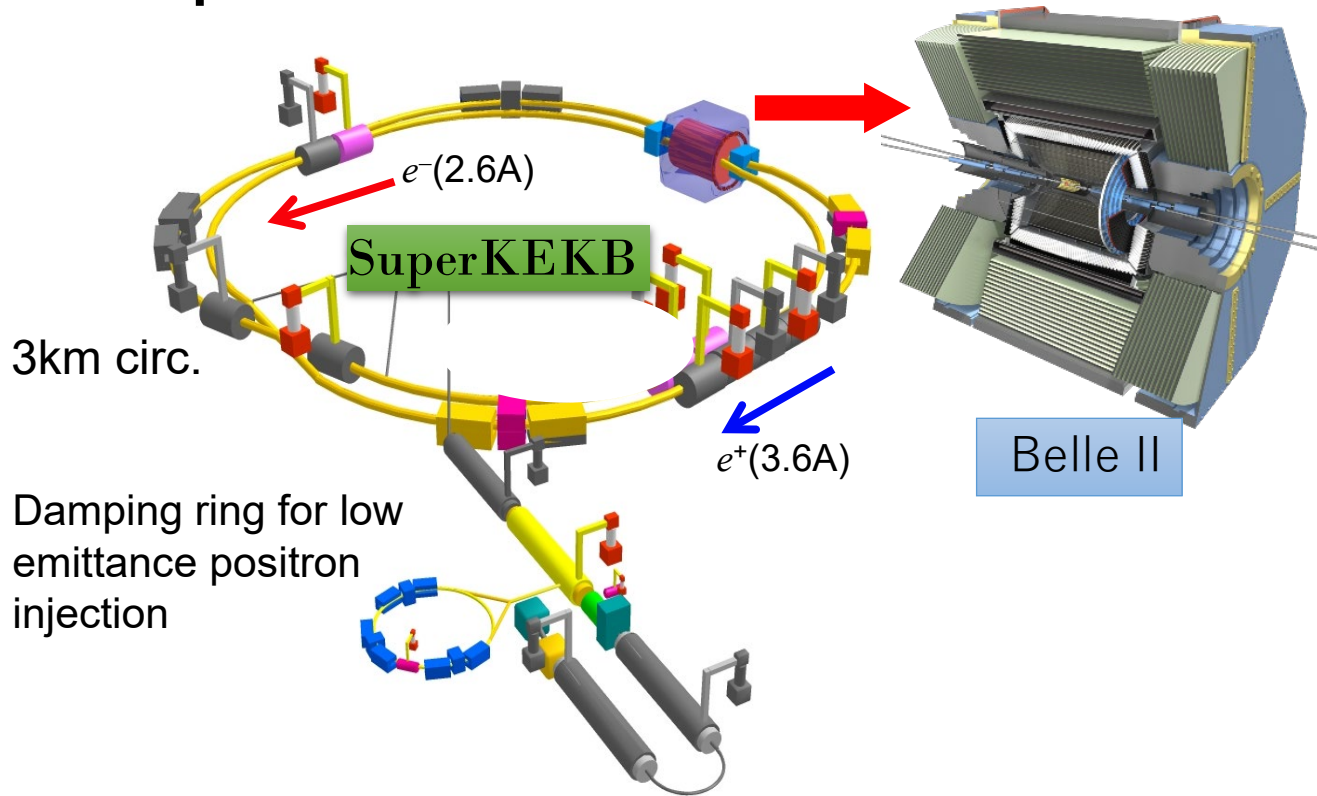 e⁻(2.6A)
SuperKEKB
3km circ.
e⁺(3.6A)
Belle II
Damping ring for low
emittance positron
injection